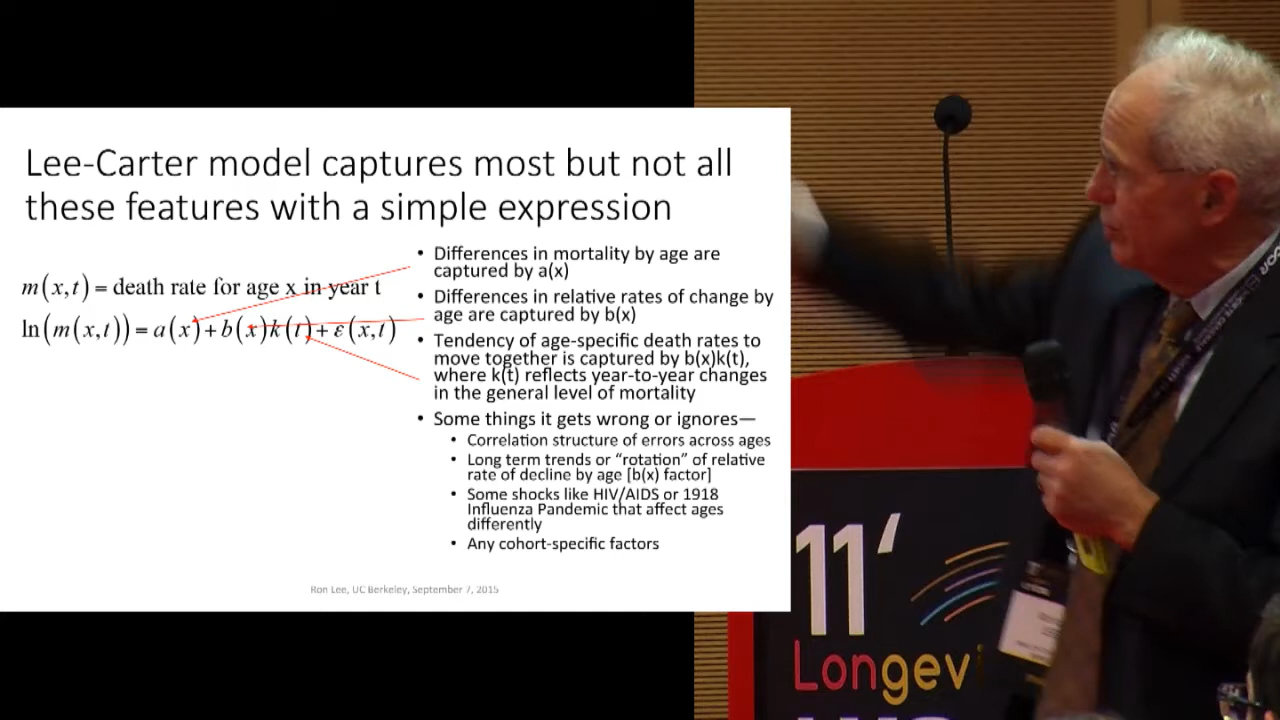 Lee-Carter model captures most but not all
these features with a simple expression
m(x,t) = death rate for age x in year t
ln(m(x,t)) = a(x) + b(x)k(t) + ε(x,t)
• Differences in mortality by age are
captured by a(x)
• Differences in relative rates of change by
age are captured by b(x)
• Tendency of age-specific death rates to
move together is captured by b(x)k(t),
where k(t) reflects year-to-year changes
in the general level of mortality
• Some things it gets wrong or ignores—
• Correlation structure of errors across ages
• Long term trends or “rotation” of relative
rate of decline by age [b(x) factor]
• Some shocks like HIV/AIDS or 1918
Influenza Pandemic that affect ages
differently
• Any cohort-specific factors
Ron Lee, UC Berkeley, September 7, 2015
11‘
Longevi